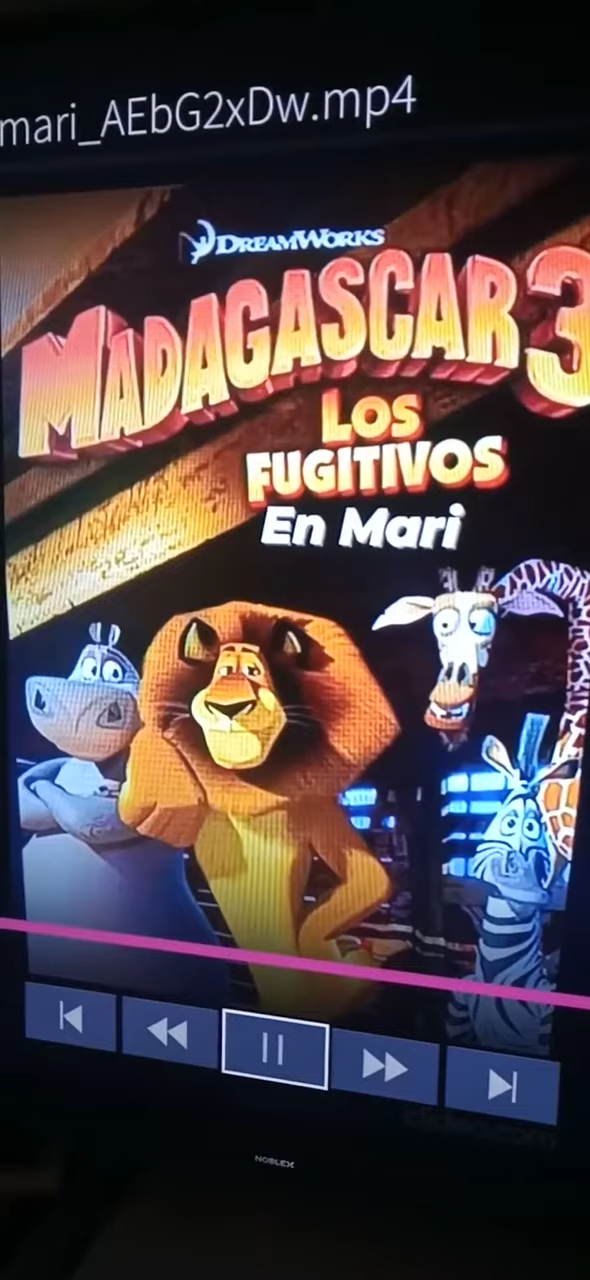 mari_AEbG2xDw.mp4
DREAMWORKS
MADAGASCAR 3
LOS
FUGITIVOS
En Mari
NOBLEX